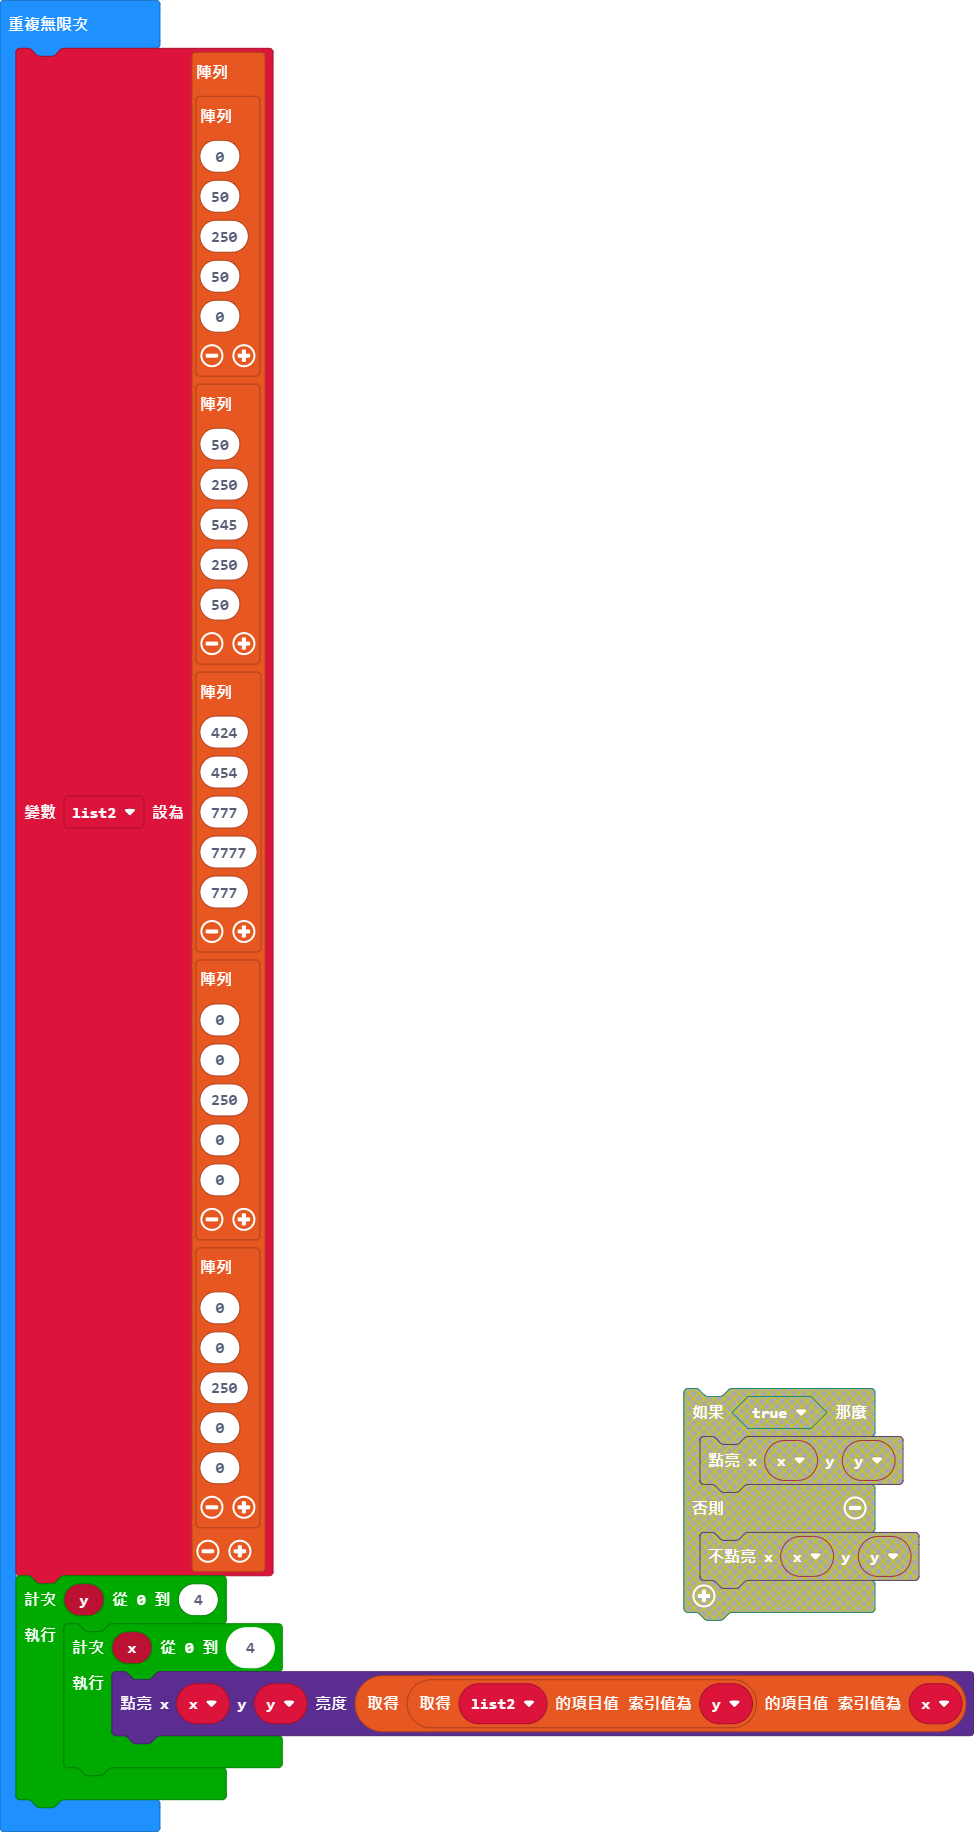 重複無限次
陣列
陣列
0
50
250
50
0
陣列
50
250
545
250
50
陣列
424
454
變數 list2 設為 777
7777
777
陣列
0
0
250
0
0
陣列
0
0
250
0
0
計次 y 從 0 到 4
執行
計次 x 從 0 到 4
執行
點亮 x x y y 亮度 取得 取得 list2 的項目值 索引值為 y 的項目值 索引值為 x
如果 true 那麼
點亮 x x y y
否則
不點亮 x x y y